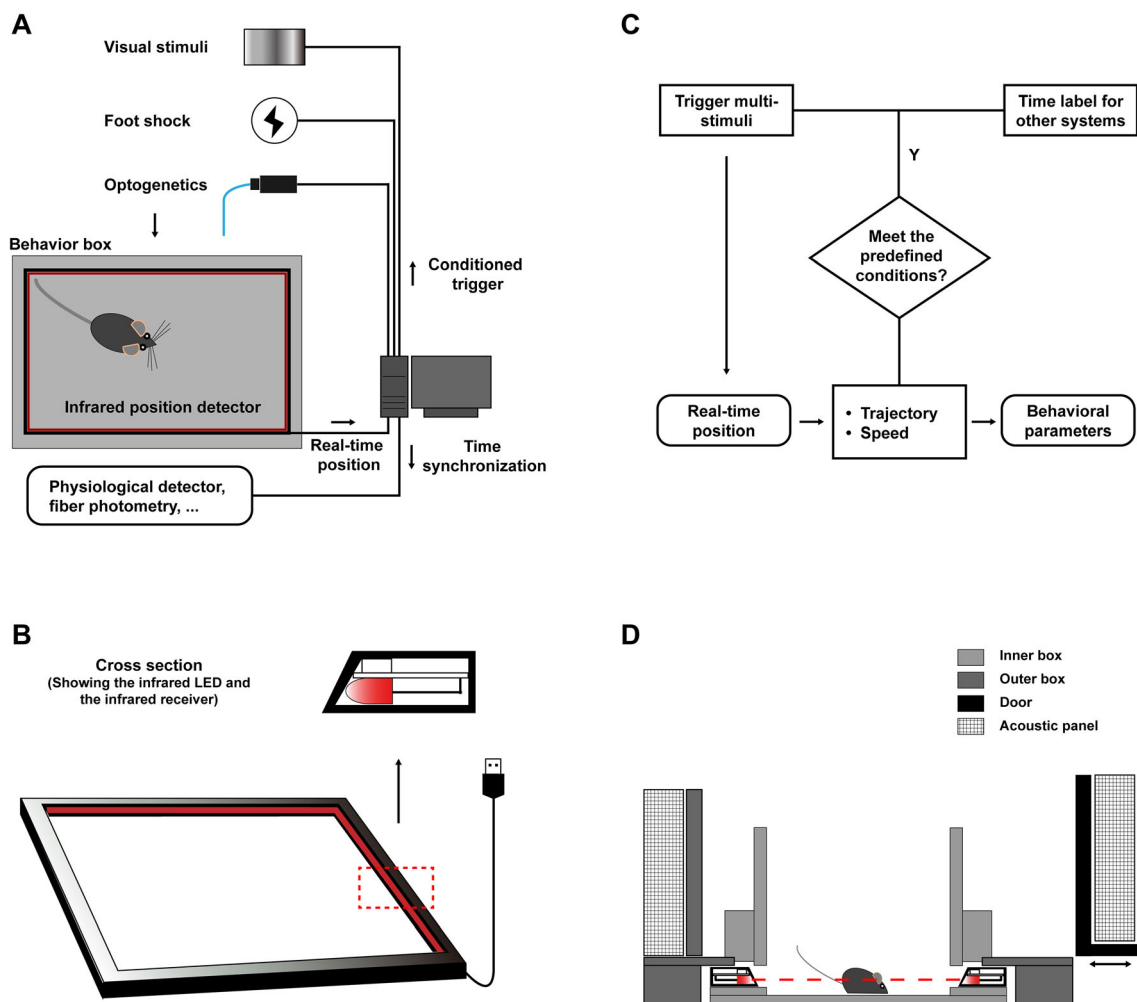 A
Visual stimuli
Foot shock
Optogenetics
Behavior box
Conditioned
trigger
Infrared position detector
Real-time
position
Time
synchronization
Physiological detector,
fiber photometry, ...
B
Cross section
(Showing the infrared LED and
the infrared receiver)
C
Trigger multi-
stimuli
Time label for
other systems
Y
Meet the
predefined
conditions?
Real-time
position
• Trajectory
• Speed
Behavioral
parameters
D
Inner box
Outer box
Door
Acoustic panel